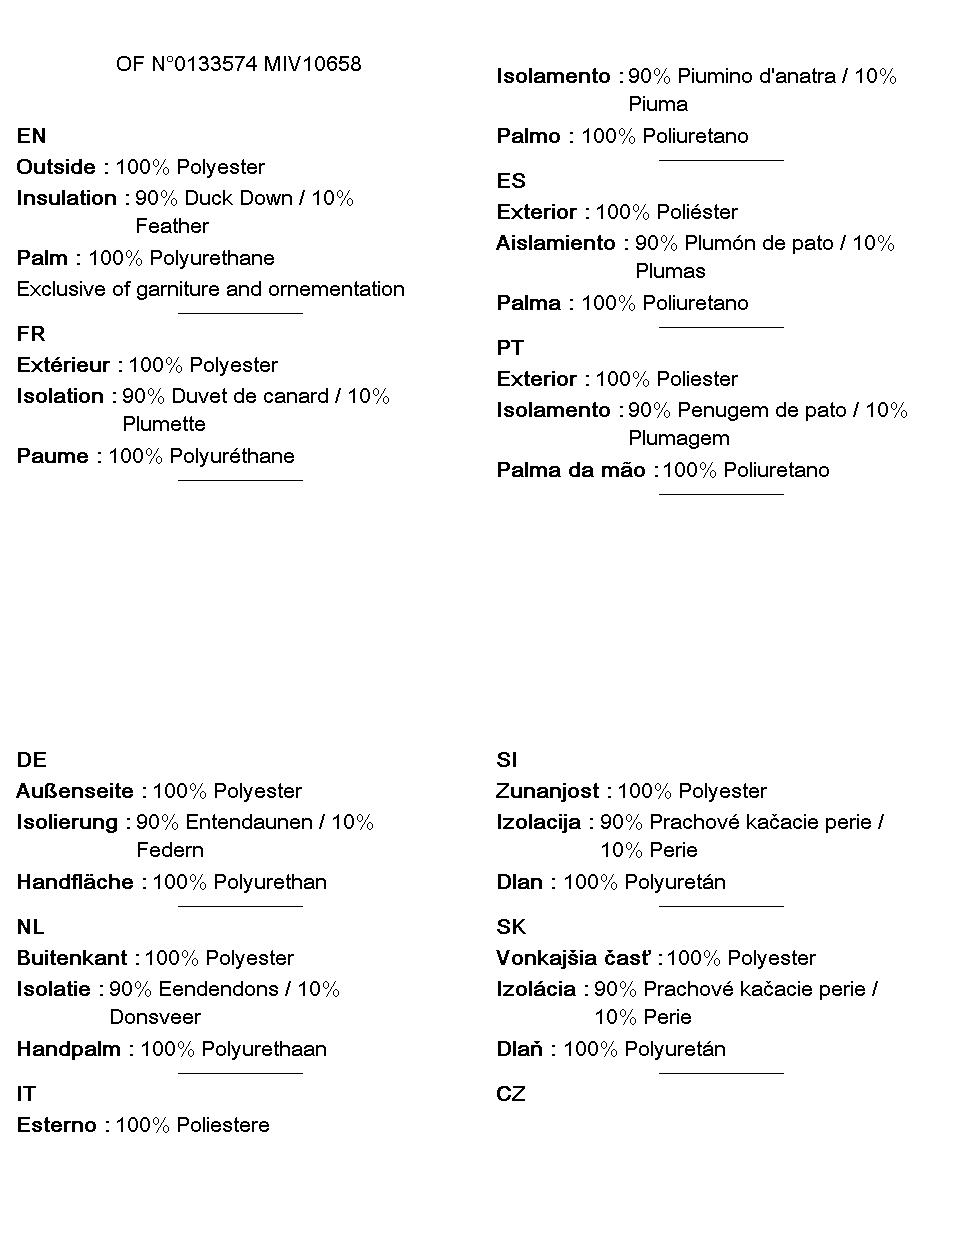 OF N°0133574 MIV10658
EN
Outside : 100% Polyester
Insulation : 90% Duck Down / 10%
Feather
Palm : 100% Polyurethane
Exclusive of garniture and ornementation
FR
Extérieur : 100% Polyester
Isolation : 90% Duvet de canard / 10%
Plumette
Paume : 100% Polyuréthane
DE
Außenseite : 100% Polyester
Isolierung : 90% Entendaunen / 10%
Federn
Handfläche : 100% Polyurethan
NL
Buitenkant : 100% Polyester
Isolatie : 90% Eendendons / 10%
Donsveer
Handpalm : 100% Polyurethaan
IT
Esterno : 100% Poliestere
Isolamento : 90% Piumino d'anatra / 10%
Piuma
Palmo : 100% Poliuretano
ES
Exterior : 100% Poliéster
Aislamiento : 90% Plumón de pato / 10%
Plumas
Palma : 100% Poliuretano
PT
Exterior : 100% Poliester
Isolamento : 90% Penugem de pato / 10%
Plumagem
Palma da mão : 100% Poliuretano
SI
Zunanjost : 100% Polyester
Izolacija : 90% Prachové kačacie perie /
10% Perie
Dlan : 100% Polyuretán
SK
Vonkajšia časť : 100% Polyester
Izolácia : 90% Prachové kačacie perie /
10% Perie
Dlaň : 100% Polyuretán
CZ